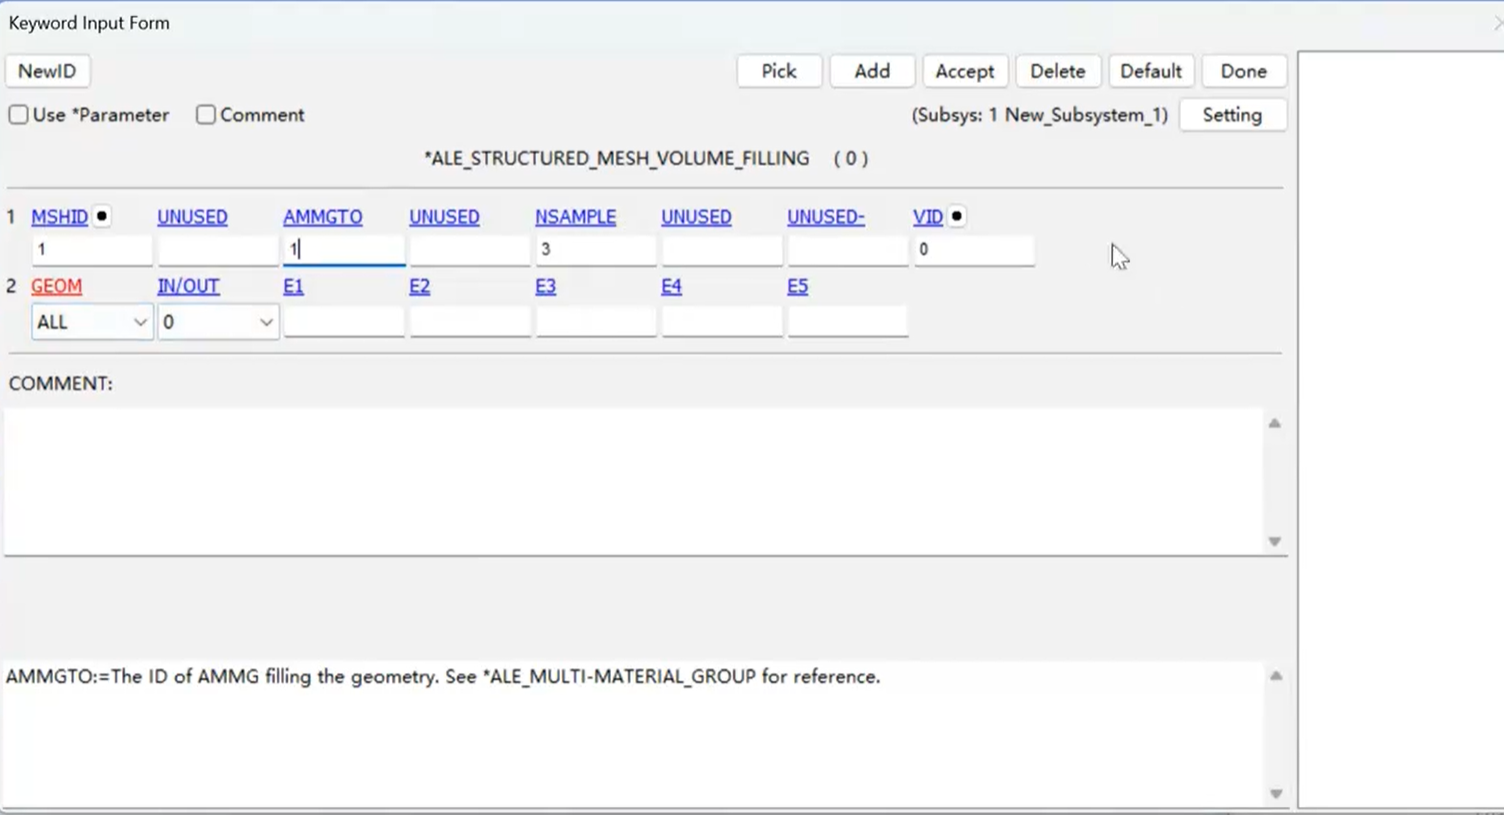 Keyword Input Form
NewID Pick Add Accept Delete Default Done
Use *Parameter Comment (Subsys: 1 New_Subsystem_1) Setting
*ALE_STRUCTURED_MESH_VOLUME_FILLING (0)
1 MSHID UNUSED AMMGTO UNUSED NSAMPLE UNUSED UNUSED- VID
1 1 3 0
2 GEOM IN/OUT E1 E2 E3 E4 E5
ALL 0
COMMENT:
AMMGTO:=The ID of AMMG filling the geometry. See *ALE_MULTI-MATERIAL_GROUP for reference.